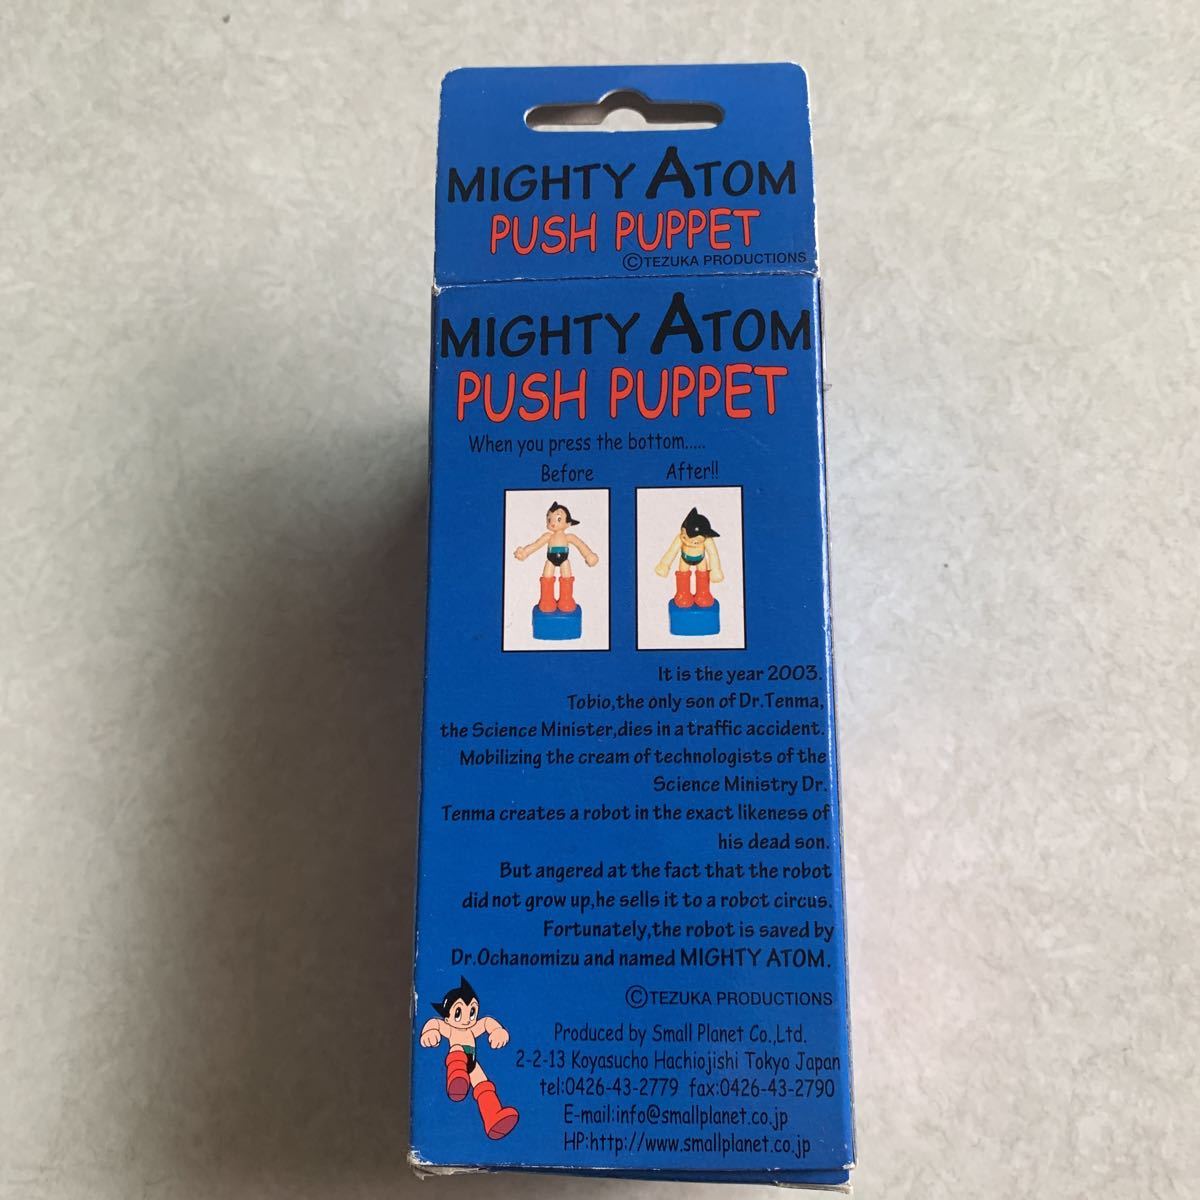 MIGHTY ATOM
PUSH PUPPET
©TEZUKA PRODUCTIONS
MIGHTY ATOM
PUSH PUPPET
When you press the bottom.....
Before After!!
It is the year 2003.
Tobio,the only son of Dr.Tenma,
the Science Minister,dies in a traffic accident.
Mobilizing the cream of technologists of the
Science Ministry Dr.
Tenma creates a robot in the exact likeness of
his dead son.
But angered at the fact that the robot
did not grow up,he sells it to a robot circus.
Fortunately,the robot is saved by
Dr.Ochanomizu and named MIGHTY ATOM.
©TEZUKA PRODUCTIONS
Produced by Small Planet Co.,Ltd.
2-2-13 Koyasucho Hachiojishi Tokyo Japan
tel:0426-43-2779 fax:0426-43-2790
E-mail:info@smallplanet.co.jp
HP:http://www.smallplanet.co.jp